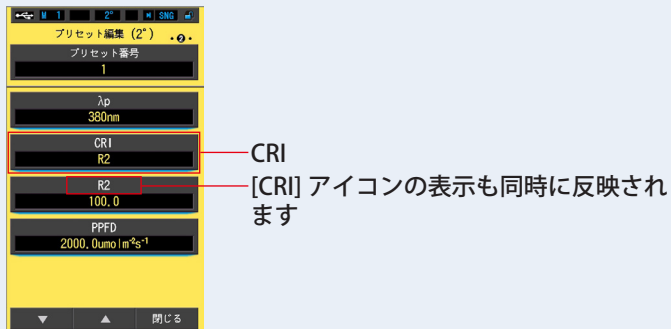 M 1 2° M SNG
プリセット編集 (2°) ・❷・
プリセット番号
1
λp
380nm
CRI
R2
R2
100.0
PPFD
2000.0umolm⁻²s⁻¹
▼ ▲ 閉じる
CRI
[CRI] アイコンの表示も同時に反映され
ます